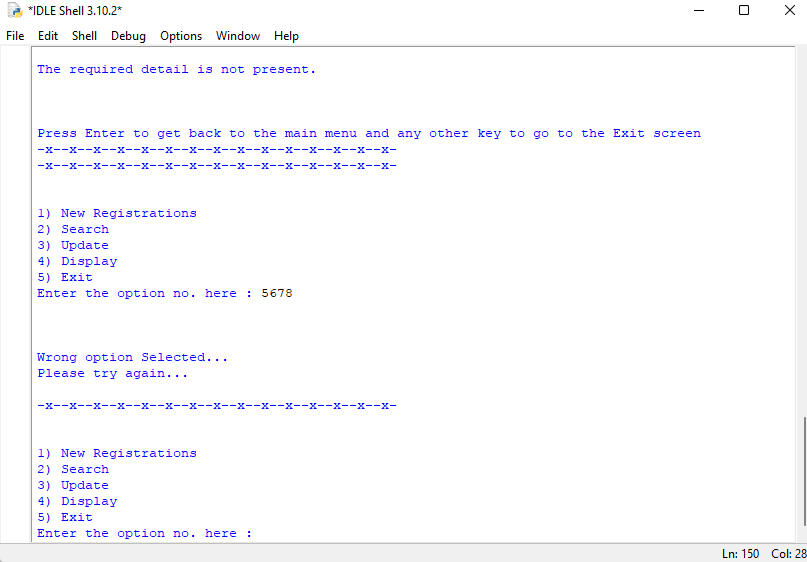 *IDLE Shell 3.10.2*
File Edit Shell Debug Options Window Help
The required detail is not present.
Press Enter to get back to the main menu and any other key to go to the Exit screen
-x--x--x--x--x--x--x--x--x--x--x--x--x--x--x-
-x--x--x--x--x--x--x--x--x--x--x--x--x--x--x-
1) New Registrations
2) Search
3) Update
4) Display
5) Exit
Enter the option no. here : 5678
Wrong option Selected...
Please try again...
-x--x--x--x--x--x--x--x--x--x--x--x--x--x--x-
1) New Registrations
2) Search
3) Update
4) Display
5) Exit
Enter the option no. here :
Ln: 150 Col: 28